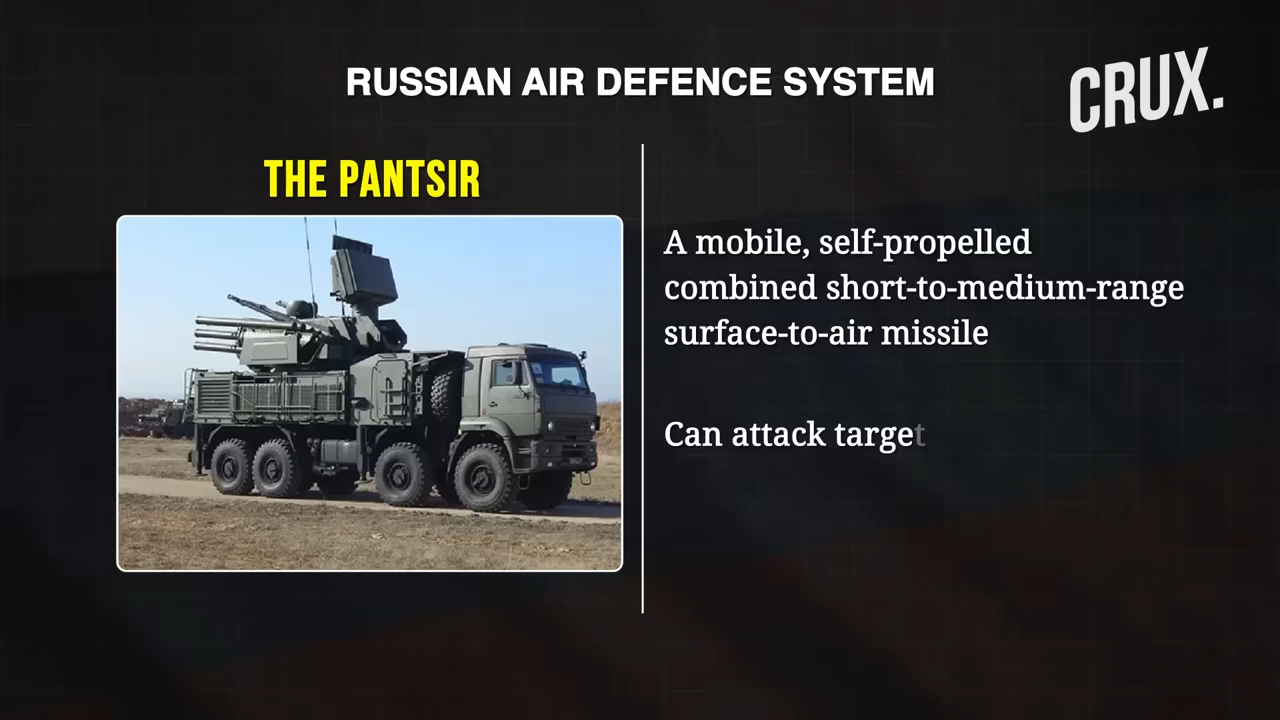 RUSSIAN AIR DEFENCE SYSTEM
CRUX.
THE PANTSIR
A mobile, self-propelled
combined short-to-medium-range
surface-to-air missile
Can attack target